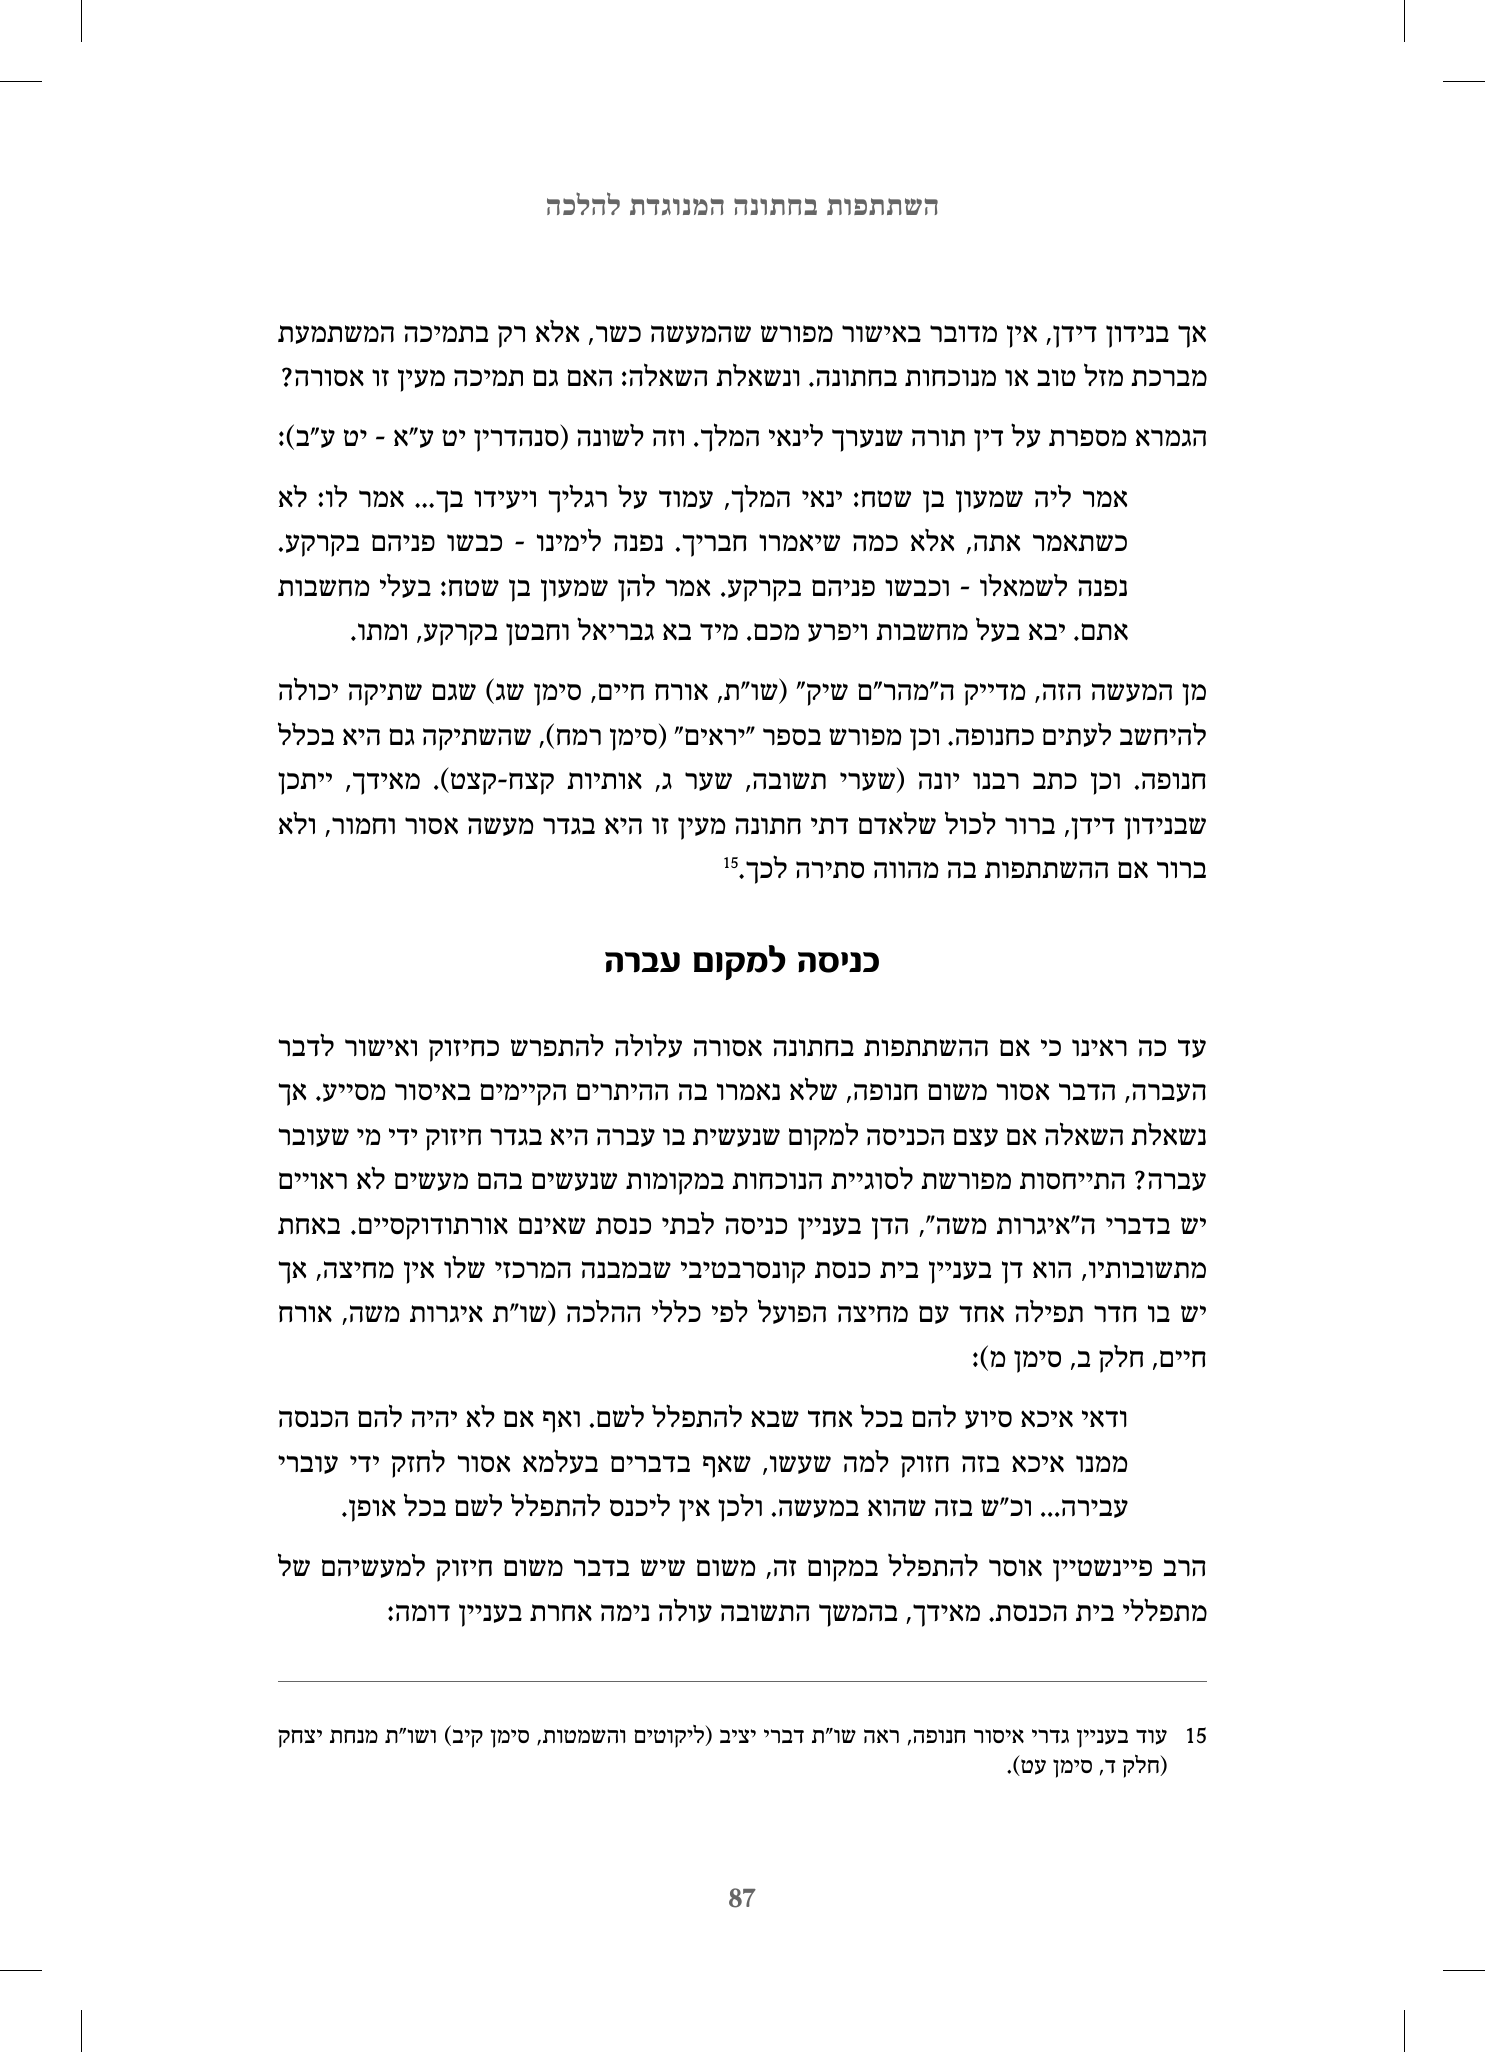 השתתפות בחתונה המנוגדת להלכה
אך בנידון דידן, אין מדובר באישור מפורש שהמעשה כשר, אלא רק בתמיכה המשתמעת
מברכת מזל טוב או מנוכחות בחתונה. ונשאלת השאלה: האם גם תמיכה מעין זו אסורה?
הגמרא מספרת על דין תורה שנערך לינאי המלך. וזה לשונה (סנהדרין יט ע"א - יט ע"ב):
אמר ליה שמעון בן שטח: ינאי המלך, עמוד על רגליך ויעידו בך... אמר לו: לא
כשתאמר אתה, אלא כמה שיאמרו חבריך. נפנה לימינו - כבשו פניהם בקרקע.
נפנה לשמאלו - וכבשו פניהם בקרקע. אמר להן שמעון בן שטח: בעלי מחשבות
אתם. יבא בעל מחשבות ויפרע מכם. מיד בא גבריאל וחבטן בקרקע, ומתו.
מן המעשה הזה, מדייק ה"מהר"ם שיק" (שו"ת, אורח חיים, סימן שג) שגם שתיקה יכולה
להיחשב לעתים כחנופה. וכן מפורש בספר "יראים" (סימן רמח), שהשתיקה גם היא בכלל
חנופה. וכן כתב רבנו יונה (שערי תשובה, שער ג, אותיות קצח-קצט). מאידך, ייתכן
שבנידון דידן, ברור לכול שלאדם דתי חתונה מעין זו היא בגדר מעשה אסור וחמור, ולא
ברור אם ההשתתפות בה מהווה סתירה לכך.15
כניסה למקום עברה
עד כה ראינו כי אם ההשתתפות בחתונה אסורה עלולה להתפרש כחיזוק ואישור לדבר
העברה, הדבר אסור משום חנופה, שלא נאמרו בה ההיתרים הקיימים באיסור מסייע. אך
נשאלת השאלה אם עצם הכניסה למקום שנעשית בו עברה היא בגדר חיזוק ידי מי שעובר
עברה? התייחסות מפורשת לסוגיית הנוכחות במקומות שנעשים בהם מעשים לא ראויים
יש בדברי ה"איגרות משה", הדן בעניין כניסה לבתי כנסת שאינם אורתודוקסיים. באחת
מתשובותיו, הוא דן בעניין בית כנסת קונסרבטיבי שבמבנה המרכזי שלו אין מחיצה, אך
יש בו חדר תפילה אחד עם מחיצה הפועל לפי כללי ההלכה (שו"ת איגרות משה, אורח
חיים, חלק ב, סימן מ):
ודאי איכא סיוע להם בכל אחד שבא להתפלל לשם. ואף אם לא יהיה להם הכנסה
ממנו איכא בזה חזוק למה שעשו, שאף בדברים בעלמא אסור לחזק ידי עוברי
עבירה... וכ"ש בזה שהוא במעשה. ולכן אין ליכנס להתפלל לשם בכל אופן.
הרב פיינשטיין אוסר להתפלל במקום זה, משום שיש בדבר משום חיזוק למעשיהם של
מתפללי בית הכנסת. מאידך, בהמשך התשובה עולה נימה אחרת בעניין דומה:
15 עוד בעניין גדרי איסור חנופה, ראה שו"ת דברי יציב (ליקוטים והשמטות, סימן קיב) ושו"ת מנחת יצחק
(חלק ד, סימן עט).
87